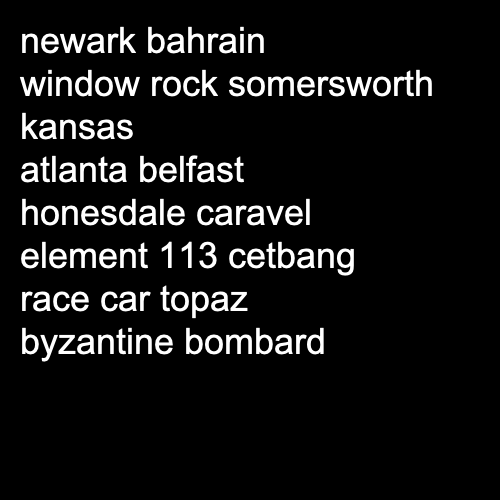 newark bahrain
window rock somersworth
kansas
atlanta belfast
honesdale caravel
element 113 cetbang
race car topaz
byzantine bombard